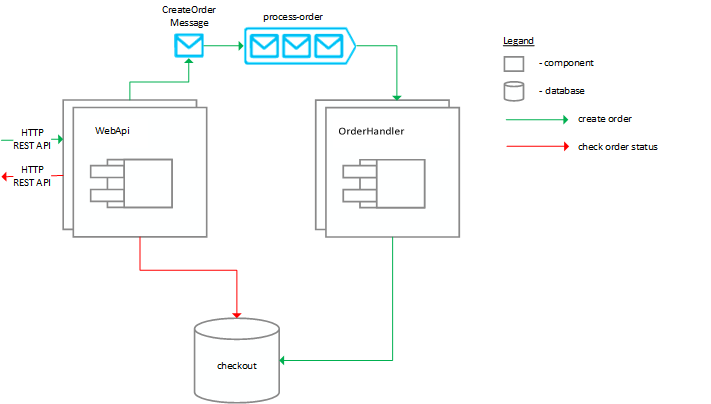 CreateOrder
Message
process-order
Legand
- component
- database
create order
check order status
HTTP
REST API
HTTP
REST API
WebApi
OrderHandler
checkout